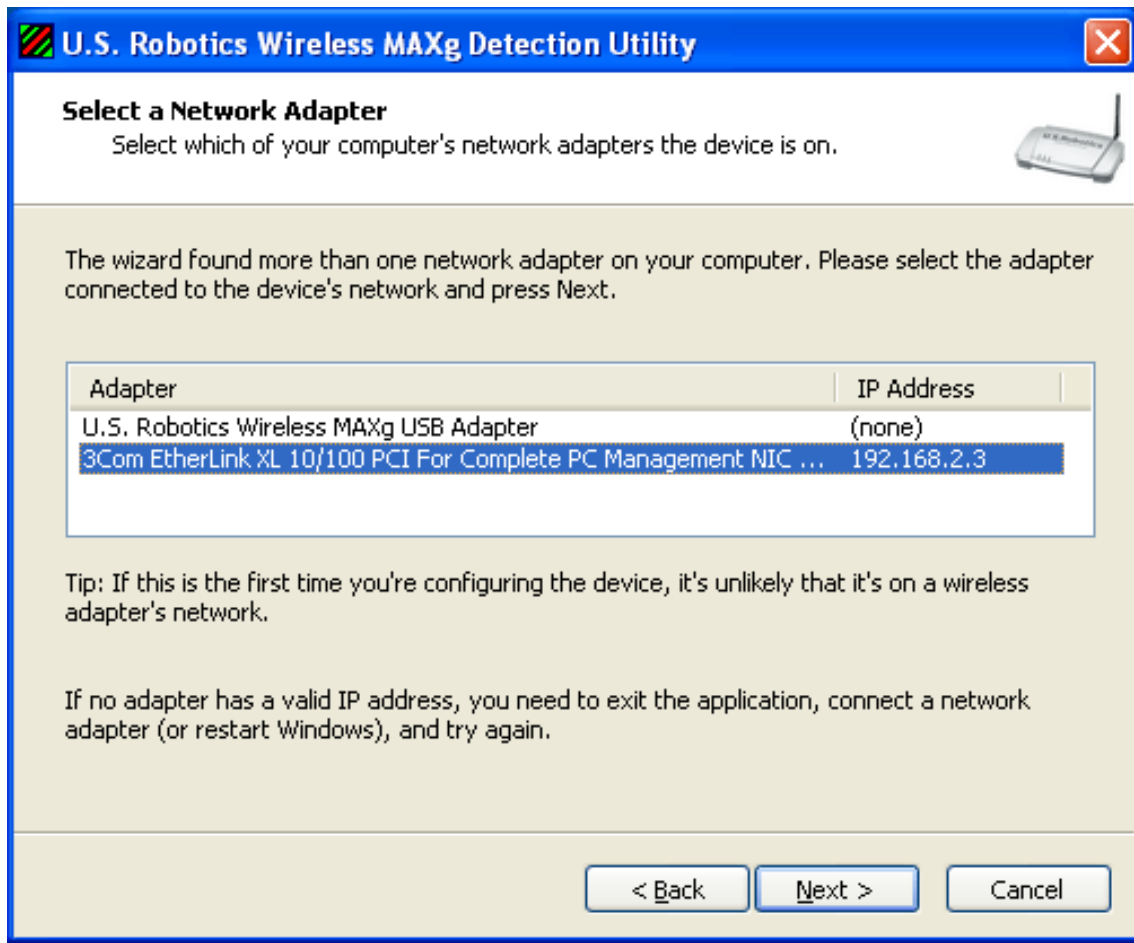 U.S. Robotics Wireless MAXg Detection Utility
Select a Network Adapter
Select which of your computer's network adapters the device is on.
U.S. Robotics
The wizard found more than one network adapter on your computer. Please select the adapter
connected to the device's network and press Next.
Adapter IP Address
U.S. Robotics Wireless MAXg USB Adapter (none)
3Com EtherLink XL 10/100 PCI For Complete PC Management NIC ... 192.168.2.3
Tip: If this is the first time you're configuring the device, it's unlikely that it's on a wireless
adapter's network.
If no adapter has a valid IP address, you need to exit the application, connect a network
adapter (or restart Windows), and try again.
< Back Next > Cancel